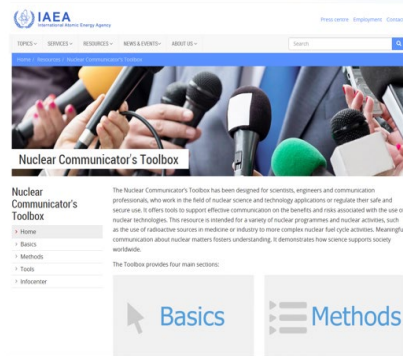 IAEA
International Atomic Energy Agency
Press centre Employment Contact
TOPICS SERVICES RESOURCES NEWS & EVENTS ABOUT US
Search
Home / Resources / Nuclear Communicator's Toolbox
Nuclear Communicator's Toolbox
Nuclear
Communicator's
Toolbox
Home
Basics
Methods
Tools
Infocenter
The Nuclear Communicator's Toolbox has been designed for scientists, engineers and communication
professionals, who work in the field of nuclear science and technology applications or regulate their safe and
secure use. It offers tools to support effective communication on the benefits and risks associated with the use o
nuclear technologies. This resource is intended for a variety of nuclear programmes and nuclear activities, such
as the use of radioactive sources in medicine or industry to more complex nuclear fuel cycle activities. Meaningfu
communication about nuclear matters fosters understanding. It demonstrates how science supports society
worldwide.
The Toolbox provides four main sections:
Basics
Methods